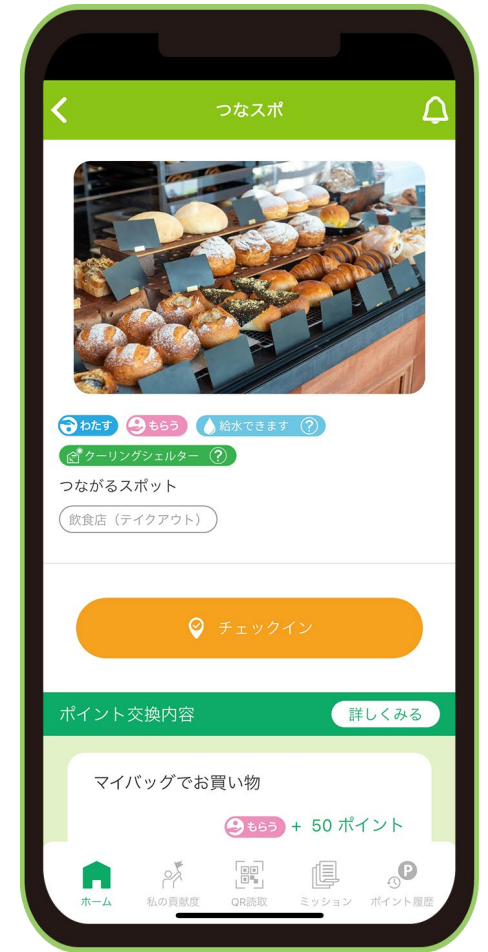 つなスポ
わたす もらう 給水できます ?
クーリングシェルター ?
つながるスポット
飲食店（テイクアウト）
チェックイン
ポイント交換内容 詳しくみる
マイバッグでお買い物
もらう + 50 ポイント
P
ホーム 私の貢献度 QR読取 ミッション ポイント履歴